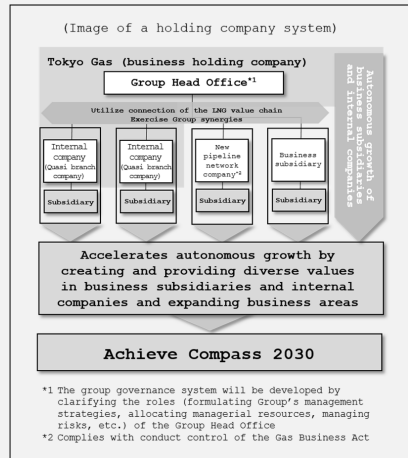 (Image of a holding company system)
Tokyo Gas (business holding company)
Group Head Office*1
Utilize connection of the LNG value chain
Exercise Group synergies
Internal
company
(Quasi branch
company)
Subsidiary
Internal
company
(Quasi branch
company)
Subsidiary
New
pipeline
network
company*2
Subsidiary
Business
subsidiary
Subsidiary
Autonomous growth of
business subsidiaries
and internal companies
Accelerates autonomous growth by
creating and providing diverse values
in business subsidiaries and internal
companies and expanding business areas
Achieve Compass 2030
*1 The group governance system will be developed by
clarifying the roles (formulating Group's management
strategies, allocating managerial resources, managing
risks, etc.) of the Group Head Office
*2 Complies with conduct control of the Gas Business Act